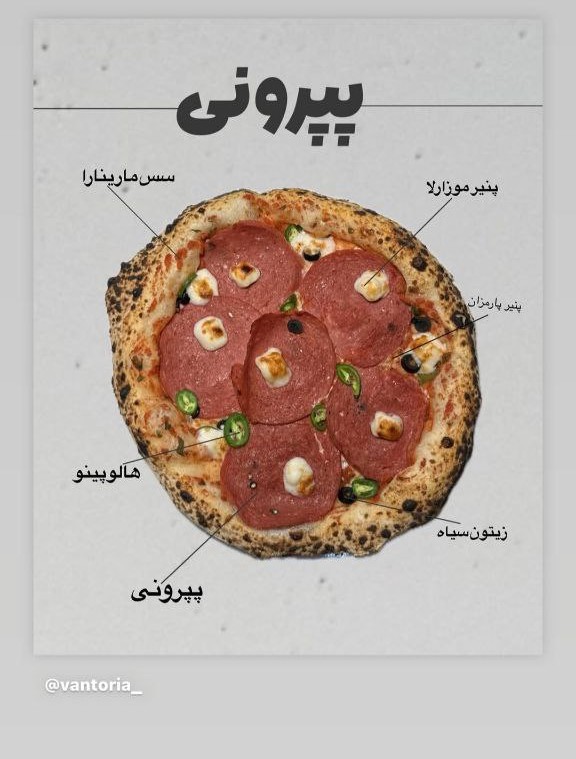 پپرونی
سس مارینارا
پنیر موزارلا
پنیر پارمزان
هالوپینو
زیتون سیاه
پپرونی
@vantoria_